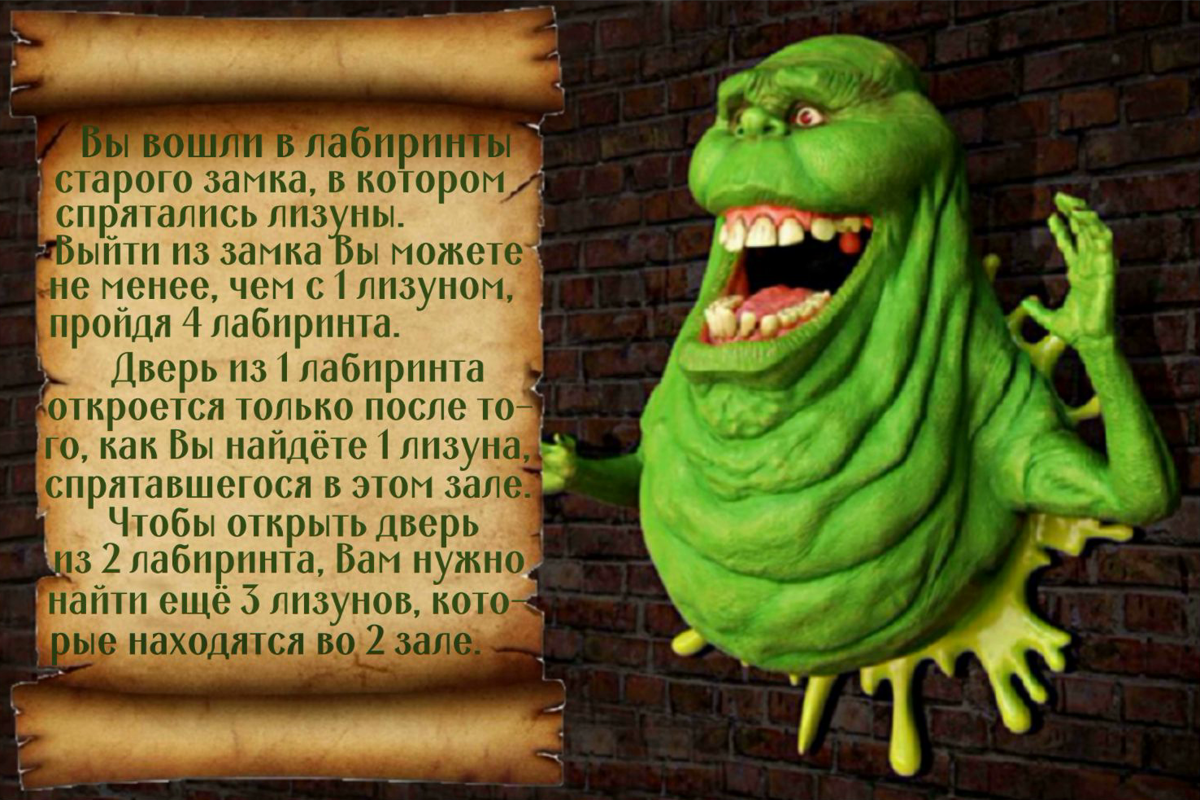 Вы вошли в лабиринты
старого замка, в котором
спрятались лизуны.
Выйти из замка Вы можете
не менее, чем с 1 лизуном,
пройдя 4 лабиринта.
Дверь из 1 лабиринта
откроется только после то-
го, как Вы найдёте 1 лизуна,
спрятавшегося в этом зале.
Чтобы открыть дверь
из 2 лабиринта, Вам нужно
найти ещё 3 лизунов, кото-
рые находятся во 2 зале.